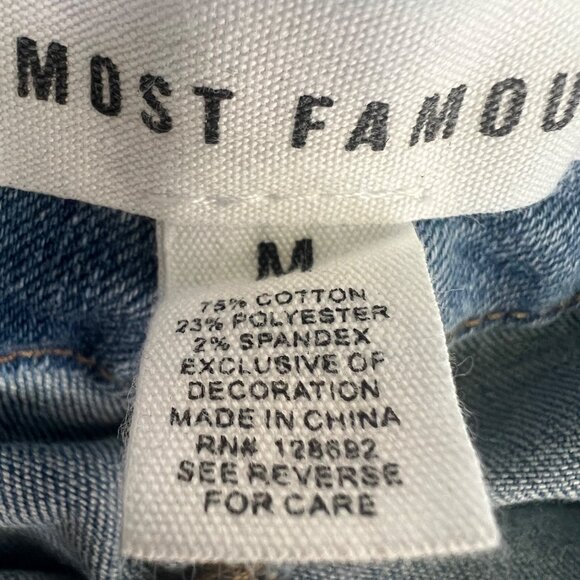 MOST FAMOU
M
75% COTTON
23% POLYESTER
2% SPANDEX
EXCLUSIVE OF
DECORATION
MADE IN CHINA
RN# 128692
SEE REVERSE
FOR CARE